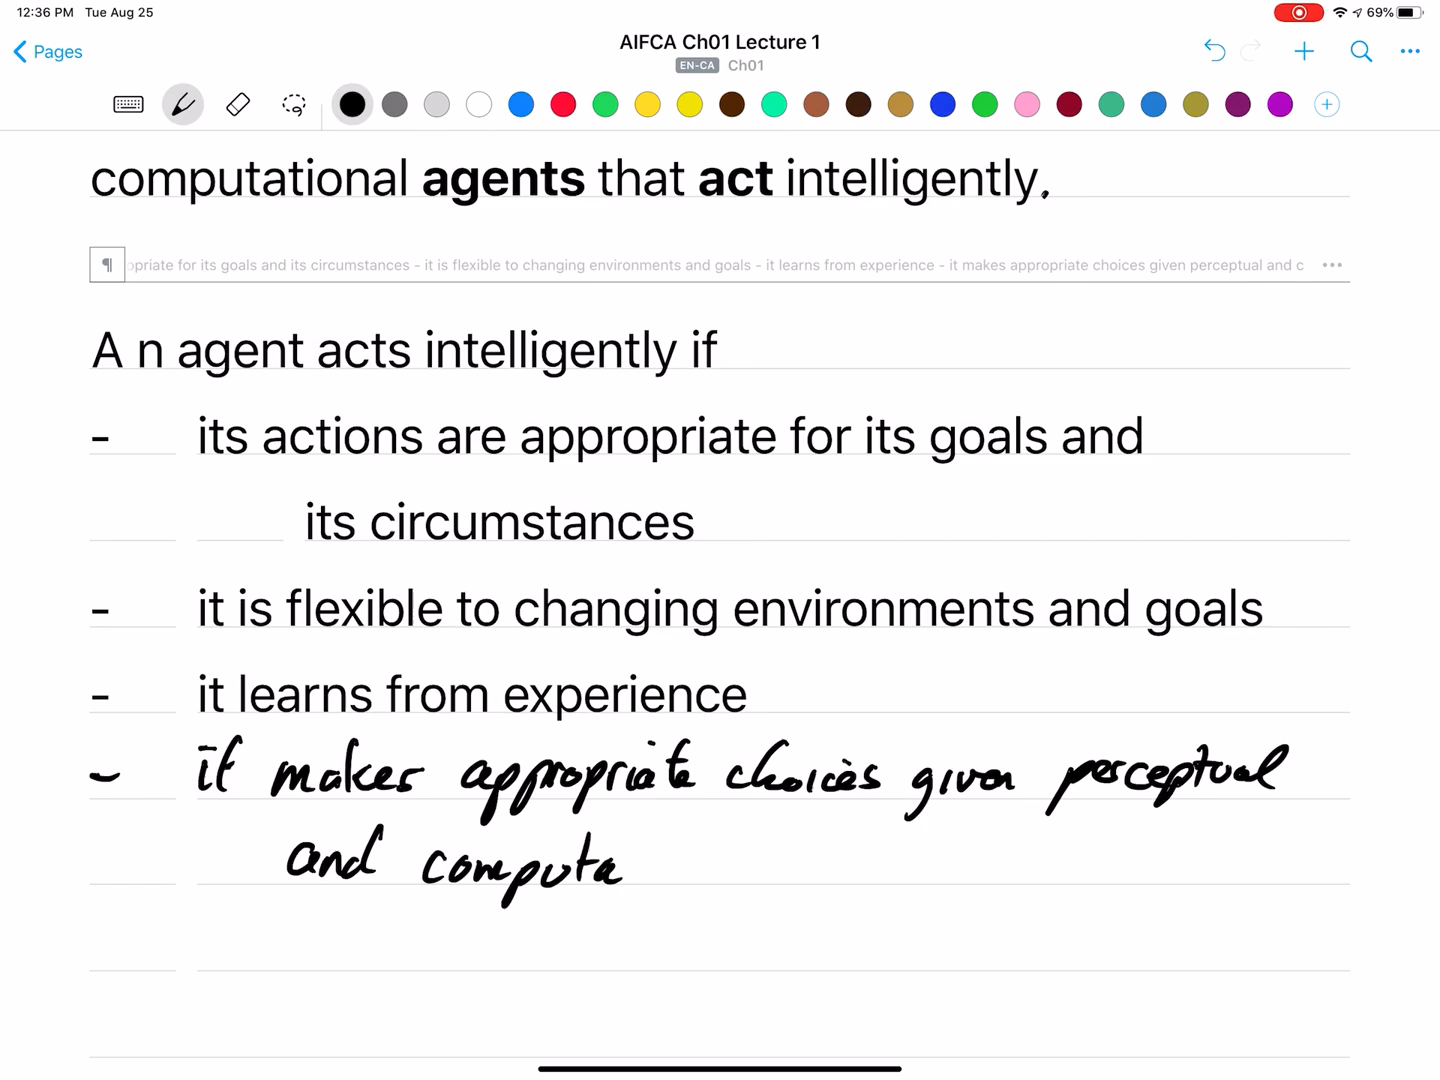 12:36 PM Tue Aug 25
69%
Pages
AIFCA Ch01 Lecture 1
EN-CA Ch01
computational agents that act intelligently.
¶ opriate for its goals and its circumstances - it is flexible to changing environments and goals - it learns from experience - it makes appropriate choices given perceptual and c •••
A n agent acts intelligently if
- its actions are appropriate for its goals and
its circumstances
- it is flexible to changing environments and goals
- it learns from experience
- it makes appropriate choices given perceptual
and computa